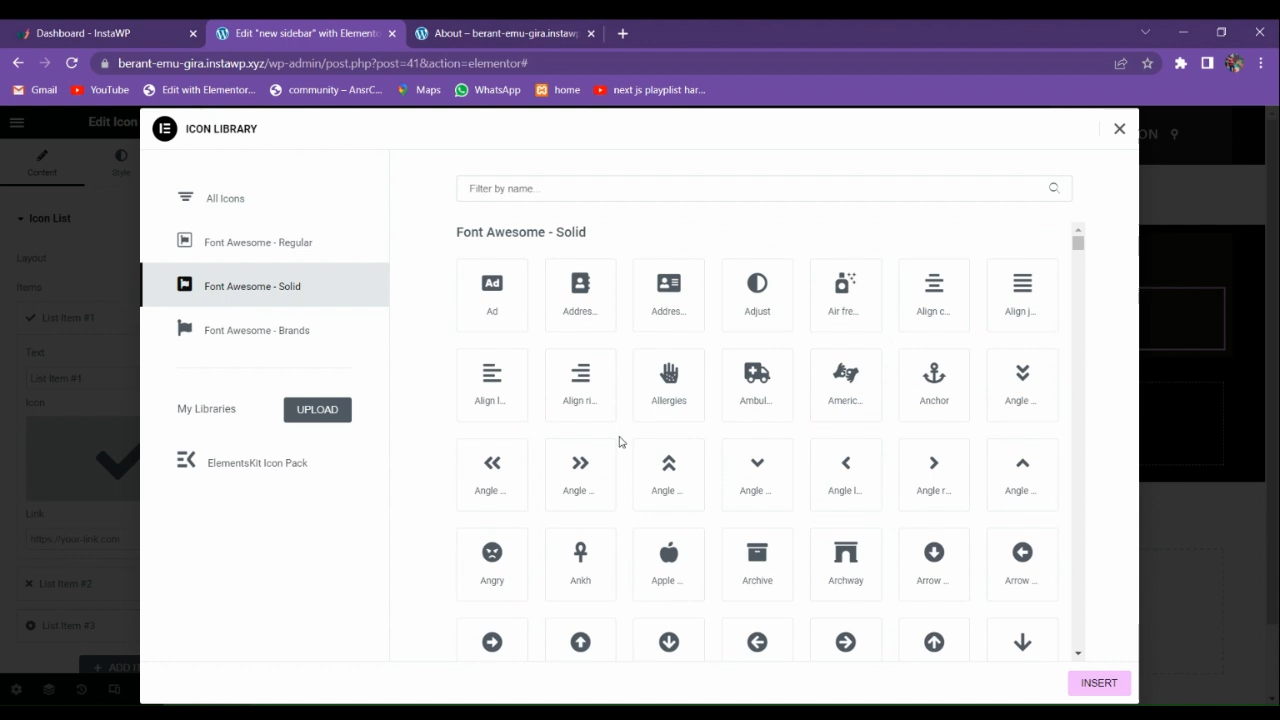 Dashboard - InstaWP
Edit "new sidebar" with Elemento
About – berant-emu-gira.instawp
berant-emu-gira.instawp.xyz/wp-admin/post.php?post=41&action=elementor#
Gmail
YouTube
Edit with Elementor...
community – AnsrC...
Maps
WhatsApp
home
next js playlist har...
Edit Icon
ICON LIBRARY
ON
Content
Style
All Icons
Filter by name...
Icon List
Font Awesome - Solid
Font Awesome - Regular
Layout
Items
Font Awesome - Solid
Ad
Addres...
Addres...
Adjust
Air fre...
Align c...
Align j...
List Item #1
Font Awesome - Brands
Text
List Item #1
Icon
My Libraries
UPLOAD
Align l...
Align ri...
Allergies
Ambul...
Americ...
Anchor
Angle ...
ElementsKit Icon Pack
Angle ...
Angle ...
Angle ...
Angle ...
Angle l...
Angle r...
Angle ...
Link
https://your-link.com
List Item #2
Angry
Ankh
Apple ...
Archive
Archway
Arrow ...
Arrow ...
List Item #3
ADD IT
INSERT